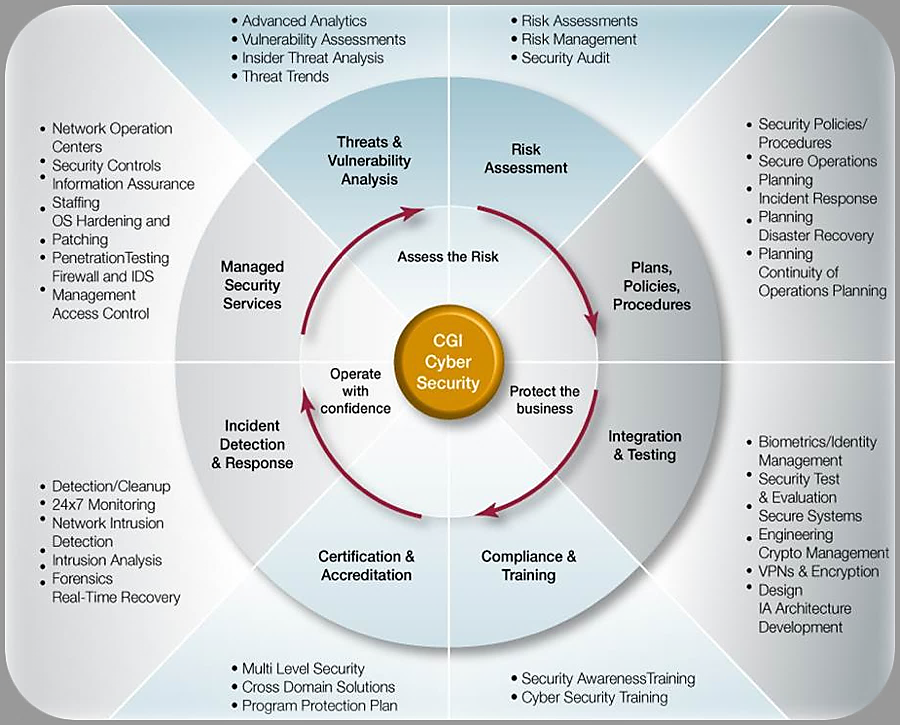 • Advanced Analytics
• Vulnerability Assessments
• Insider Threat Analysis
• Threat Trends
• Risk Assessments
• Risk Management
• Security Audit
• Network Operation
Centers
• Security Controls
• Information Assurance
• Staffing
OS Hardening and
• Patching
• PenetrationTesting
Firewall and IDS
• Management
Access Control
• Security Policies/
Procedures
• Secure Operations
Planning
• Incident Response
• Planning
Disaster Recovery
• Planning
Continuity of
Operations Planning
Threats &
Vulnerability
Analysis
Risk
Assessment
Managed
Security
Services
Assess the Risk
Plans,
Policies,
Procedures
CGI
Cyber
Security
Operate
with
confidence
Protect the
business
Incident
Detection
& Response
Integration
& Testing
Certification &
Accreditation
Compliance &
Training
• Detection/Cleanup
• 24x7 Monitoring
• Network Intrusion
Detection
• Intrusion Analysis
• Forensics
Real-Time Recovery
• Biometrics/Identity
Management
• Security Test
& Evaluation
• Secure Systems
• Engineering
Crypto Management
• VPNs & Encryption
• Design
IA Architecture
Development
• Multi Level Security
• Cross Domain Solutions
• Program Protection Plan
• Security AwarenessTraining
• Cyber Security Training